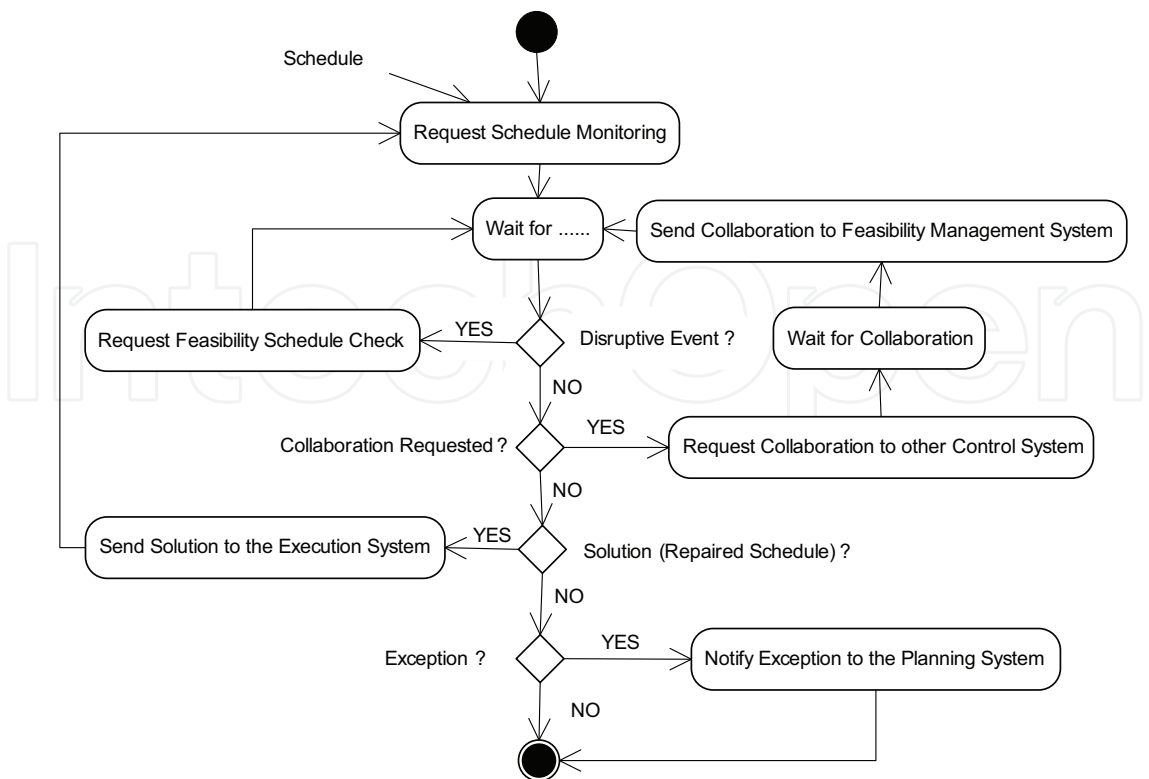 Schedule
Request Schedule Monitoring
Wait for ......
Send Collaboration to Feasibility Management System
Request Feasibility Schedule Check
YES
Disruptive Event ?
Wait for Collaboration
NO
Collaboration Requested ?
YES
Request Collaboration to other Control System
NO
Send Solution to the Execution System
YES
Solution (Repaired Schedule) ?
NO
Exception ?
YES
Notify Exception to the Planning System
NO
IntechOpen